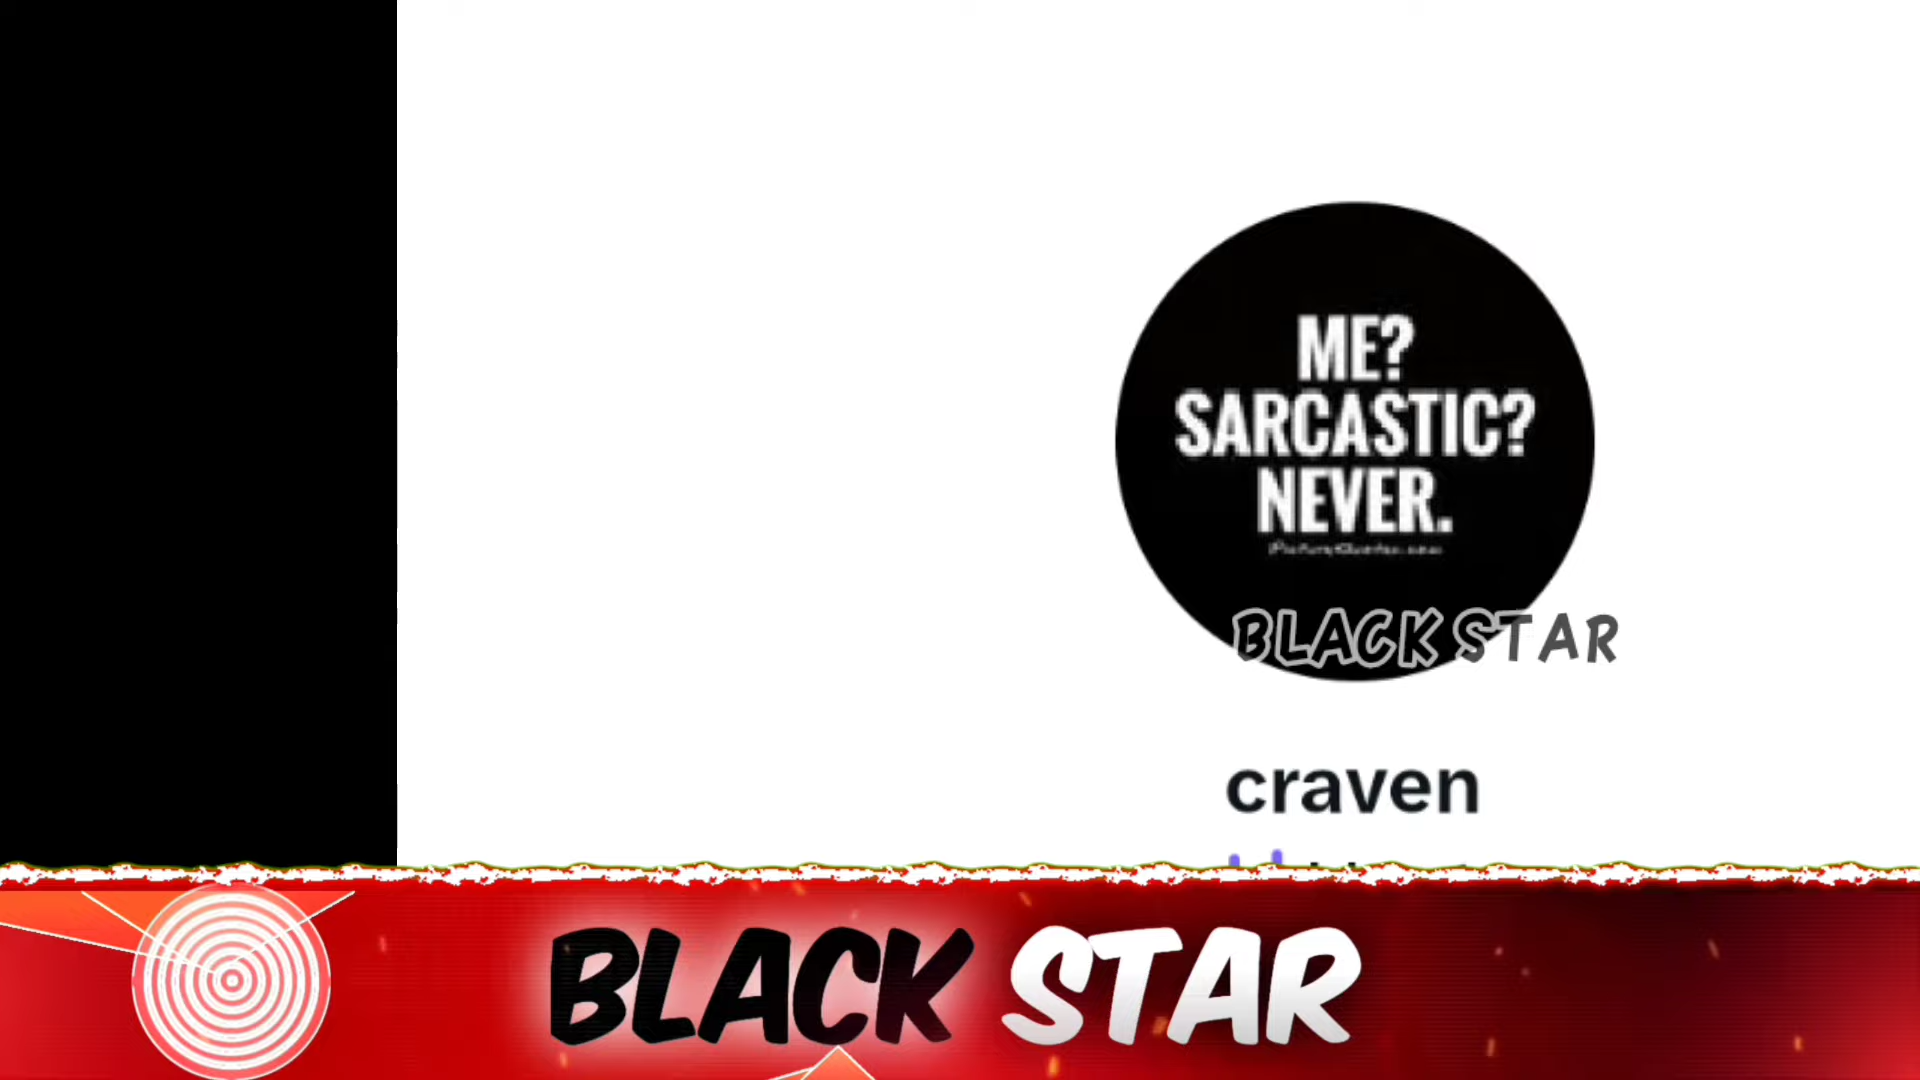 ME?
SARCASTIC?
NEVER.
BLACK STAR
craven
BLACK STAR